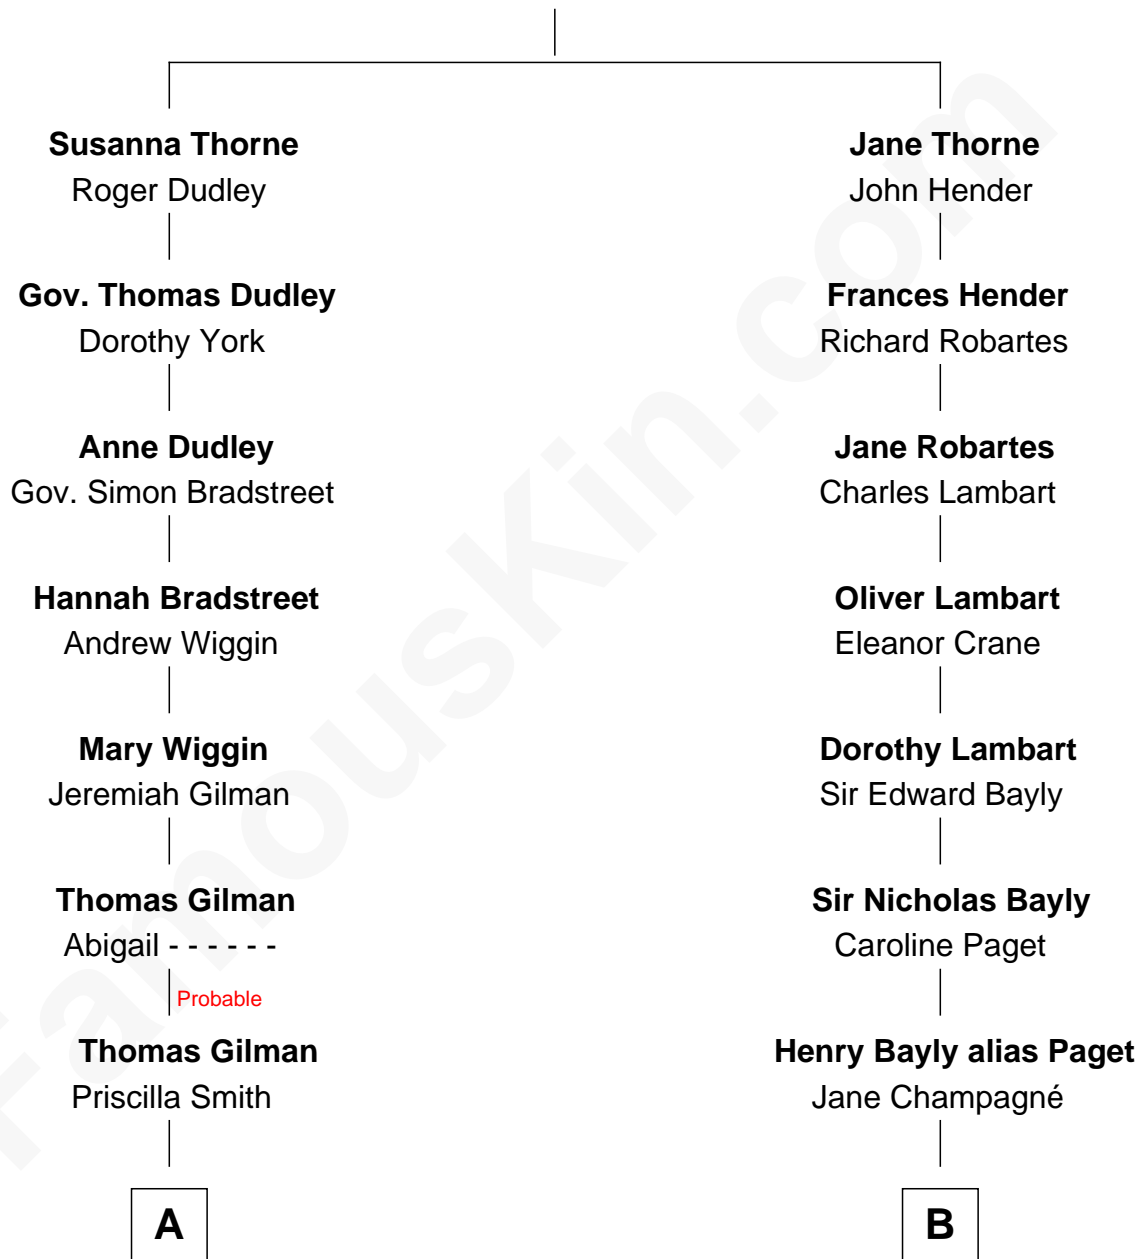 Susanna Thorne
Roger Dudley
Jane Thorne
John Hender
Gov. Thomas Dudley
Dorothy York
Frances Hender
Richard Robartes
Anne Dudley
Gov. Simon Bradstreet
Jane Robartes
Charles Lambart
Hannah Bradstreet
Andrew Wiggin
Oliver Lambart
Eleanor Crane
Mary Wiggin
Jeremiah Gilman
Dorothy Lambart
Sir Edward Bayly
Thomas Gilman
Abigail - - - - - -
Sir Nicholas Bayly
Caroline Paget
Probable
Thomas Gilman
Priscilla Smith
Henry Bayly alias Paget
Jane Champagné
A
B
FamousKin.com